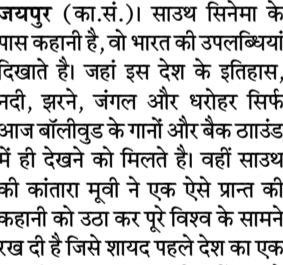 जयपुर (का.सं.)। साउथ सिनेमा के
पास कहानी है, वो भारत की उपलब्धियां
दिखाते है। जहां इस देश के इतिहास,
नदी, झरने, जंगल और धरोहर सिर्फ
आज बॉलीवुड के गानों और बैक ठााउंड
में ही देखने को मिलते है। वहीं साउथ
की कांतारा मूवी ने एक ऐसे प्रान्त की
कहानी को उठा कर पूरे विश्व के सामने
रख दी है जिसे शायद पहले देश का एक